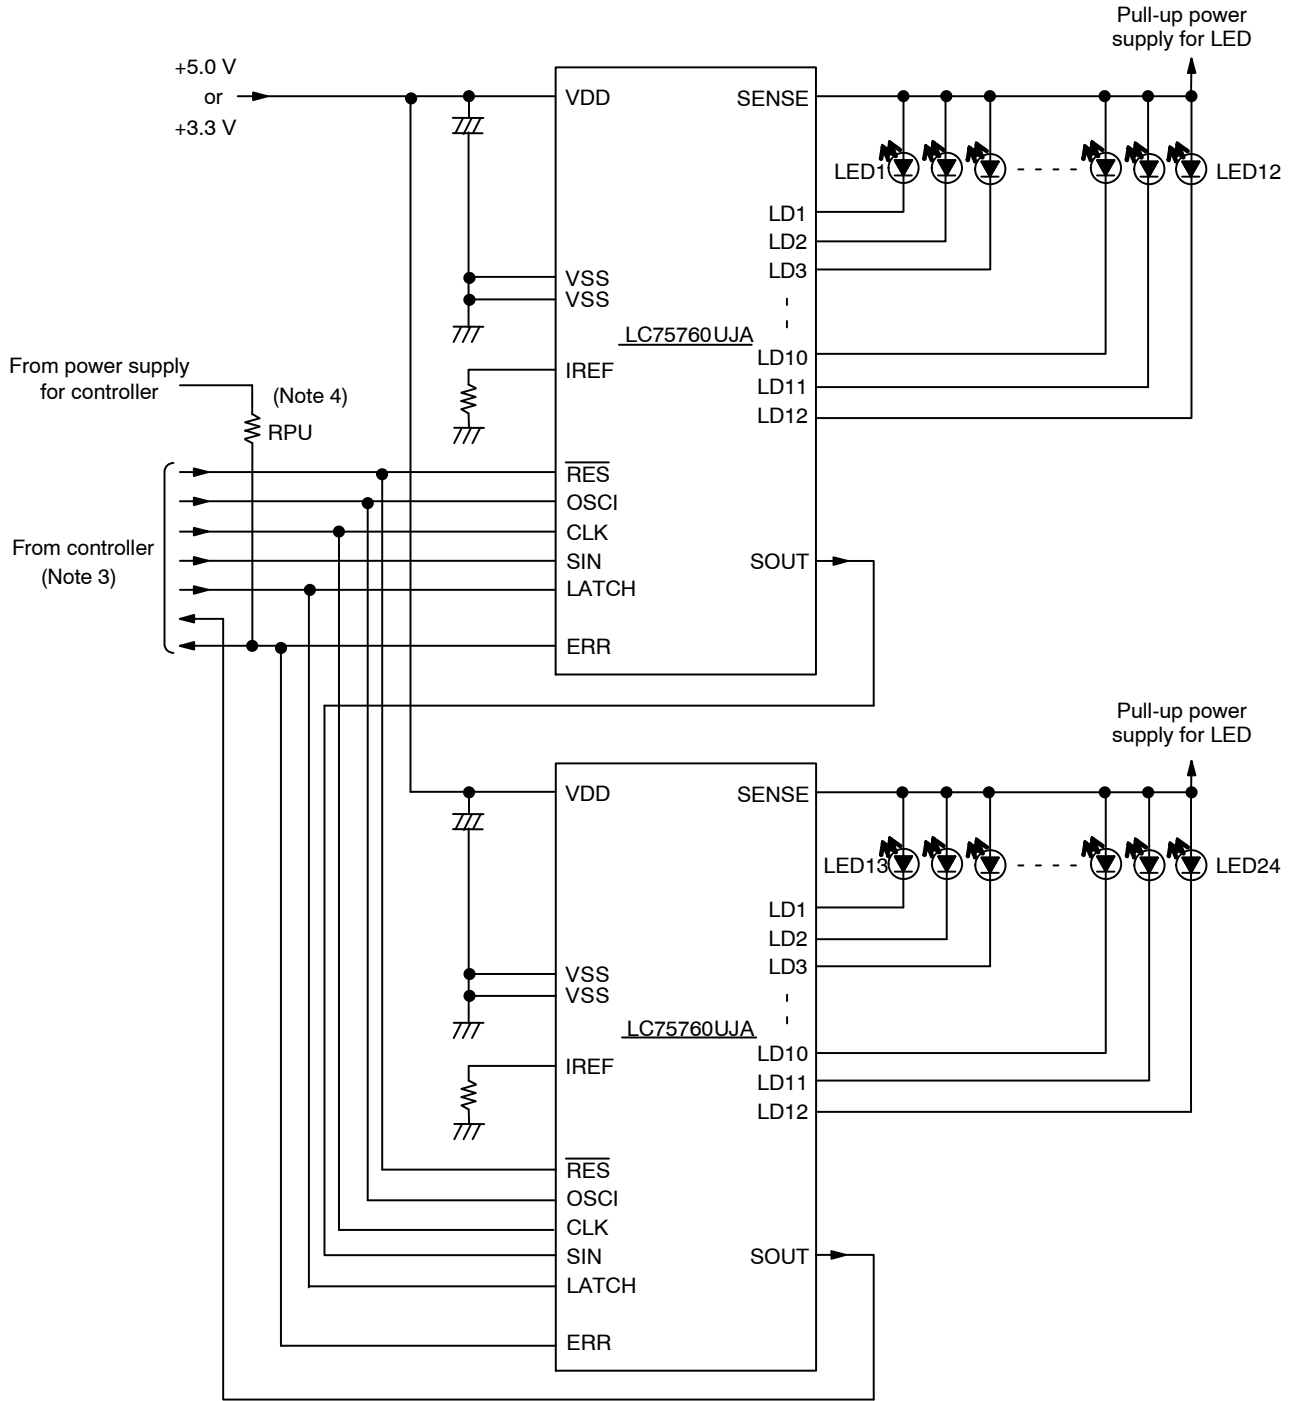 Pull-up power
supply for LED
+5.0 V
or
+3.3 V
VDD
SENSE
LED1
LED12
LD1
LD2
LD3
VSS
VSS
LC75760UJA
LD10
IREF
LD11
LD12
From power supply
for controller
(Note 4)
RPU
RES
OSCI
CLK
SIN
LATCH
ERR
From controller
(Note 3)
SOUT
Pull-up power
supply for LED
VDD
SENSE
LED13
LED24
LD1
LD2
LD3
VSS
VSS
LC75760UJA
LD10
IREF
LD11
LD12
RES
OSCI
CLK
SIN
LATCH
ERR
SOUT